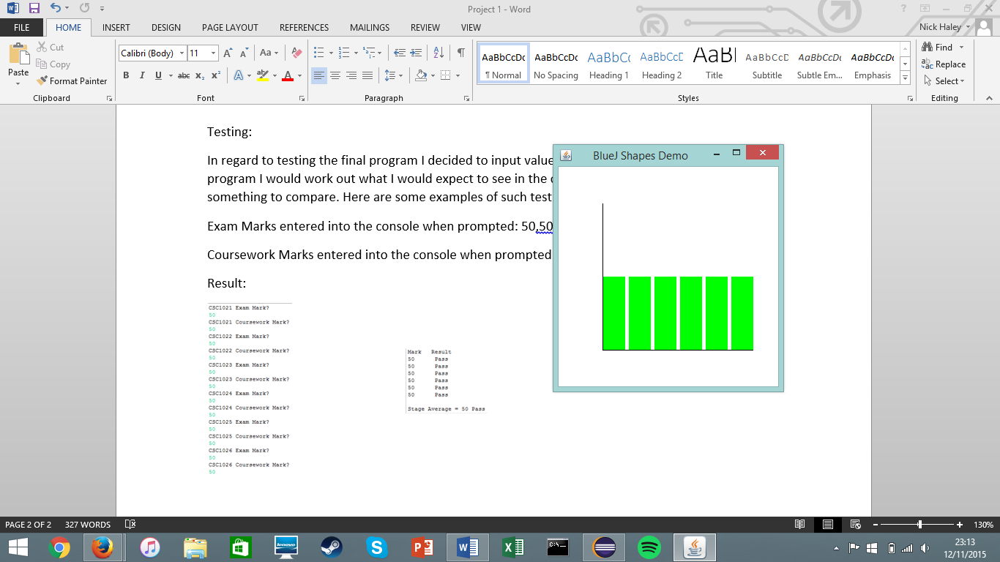 Project 1 - Word
FILE HOME INSERT DESIGN PAGE LAYOUT REFERENCES MAILINGS REVIEW VIEW Nick Haley
Paste
Cut
Copy
Format Painter
Clipboard
Calibri (Body) 11
Font
Paragraph
AaBbCcDc AaBbCcDc AaBbCc AaBbCcD AaBl AaBbCcD AaBbCcDc AaBbCcDc
¶ Normal No Spacing Heading 1 Heading 2 Title Subtitle Subtle Em... Emphasis
Styles
Find
Replace
Select
Editing
Testing:
In regard to testing the final program I decided to input value
program I would work out what I would expect to see in the
something to compare. Here are some examples of such test
Exam Marks entered into the console when prompted: 50,50
Coursework Marks entered into the console when prompted
Result:
CSC1021 Exam Mark?
50
CSC1021 Coursework Mark?
50
CSC1022 Exam Mark?
50
CSC1022 Coursework Mark?
50
CSC1023 Exam Mark?
50
CSC1023 Coursework Mark?
50
CSC1024 Exam Mark?
50
CSC1024 Coursework Mark?
50
CSC1025 Exam Mark?
50
CSC1025 Coursework Mark?
50
CSC1026 Exam Mark?
50
CSC1026 Coursework Mark?
50
Mark Result
50 Pass
50 Pass
50 Pass
50 Pass
50 Pass
50 Pass
Stage Average = 50 Pass
BlueJ Shapes Demo
PAGE 2 OF 2 327 WORDS 130%
lenovo
23:13
12/11/2015